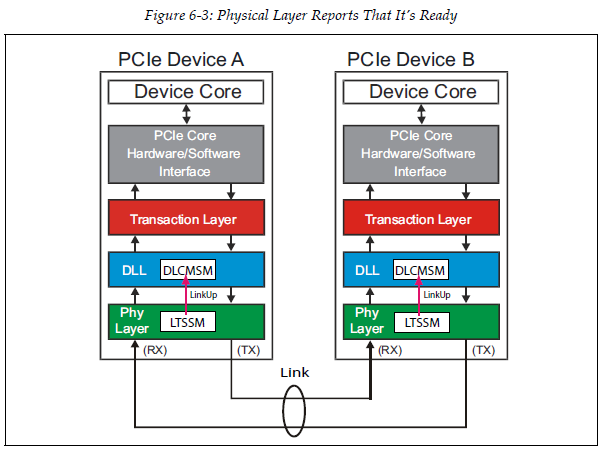 Figure 6-3: Physical Layer Reports That It's Ready
PCIe Device A
Device Core
PCIe Core
Hardware/Software
Interface
Transaction Layer
DLL
DLCMSM
LinkUp
Phy
Layer
LTSSM
(RX)
(TX)
PCIe Device B
Device Core
PCIe Core
Hardware/Software
Interface
Transaction Layer
DLL
DLCMSM
LinkUp
Phy
Layer
LTSSM
(RX)
(TX)
Link